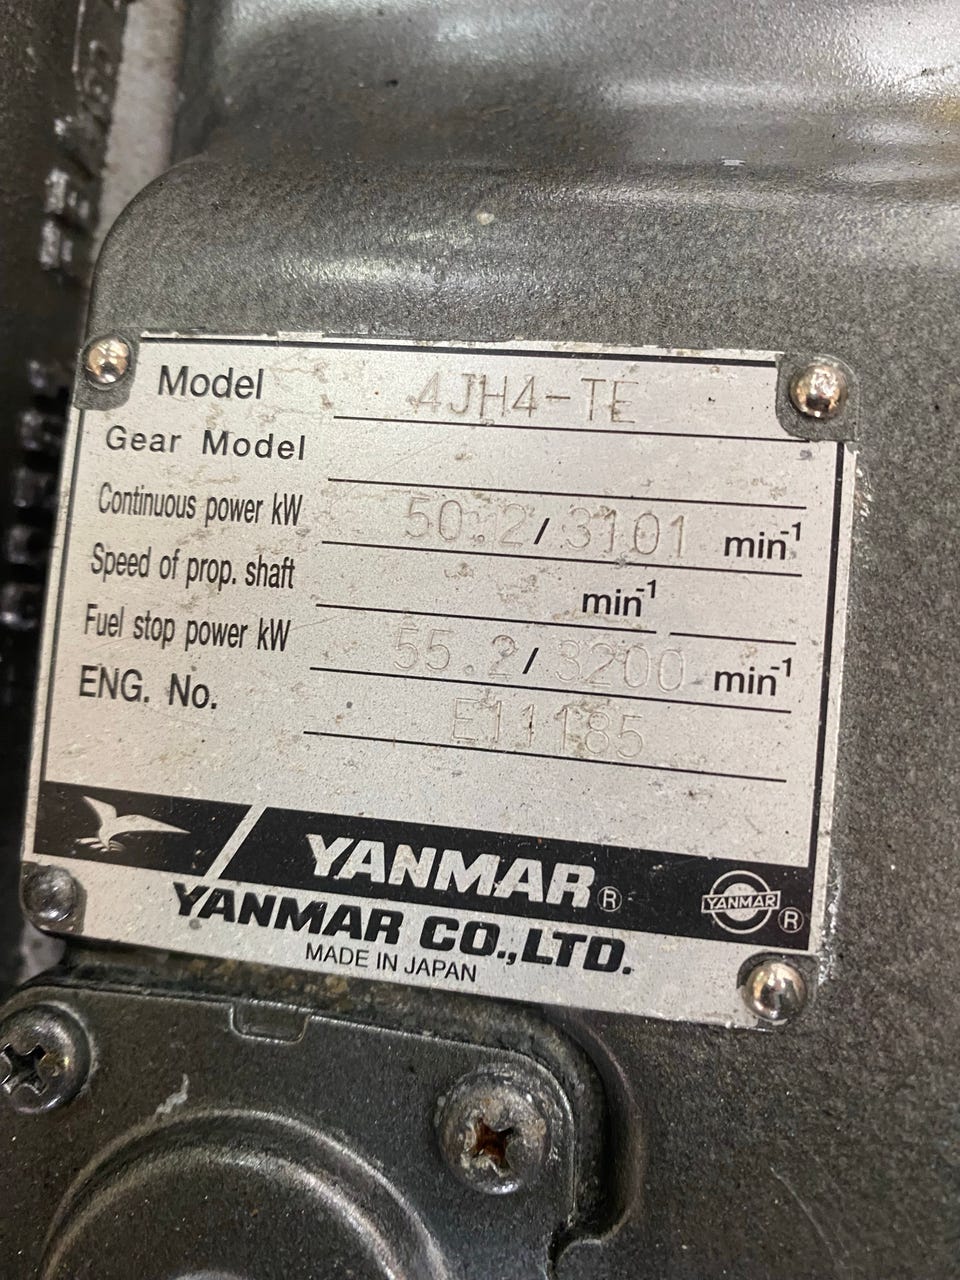 Model 4JH4-TE
Gear Model
Continuous power kW 50.2/3101 min-1
Speed of prop. shaft min-1
Fuel stop power kW 55.2/3200 min-1
ENG. No. E11185
YANMAR®
YANMAR ®
YANMAR CO.,LTD.
MADE IN JAPAN